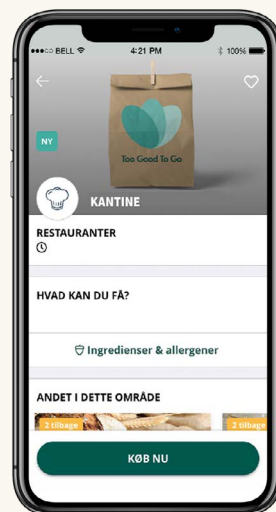 BELL 4:21 PM 100%
Too Good To Go
NY
KANTINE
RESTAURANTER
HVAD KAN DU FÅ?
Ingredienser & allergener
ANDET I DETTE OMRÅDE
2 tilbage 2 tilbage
KØB NU